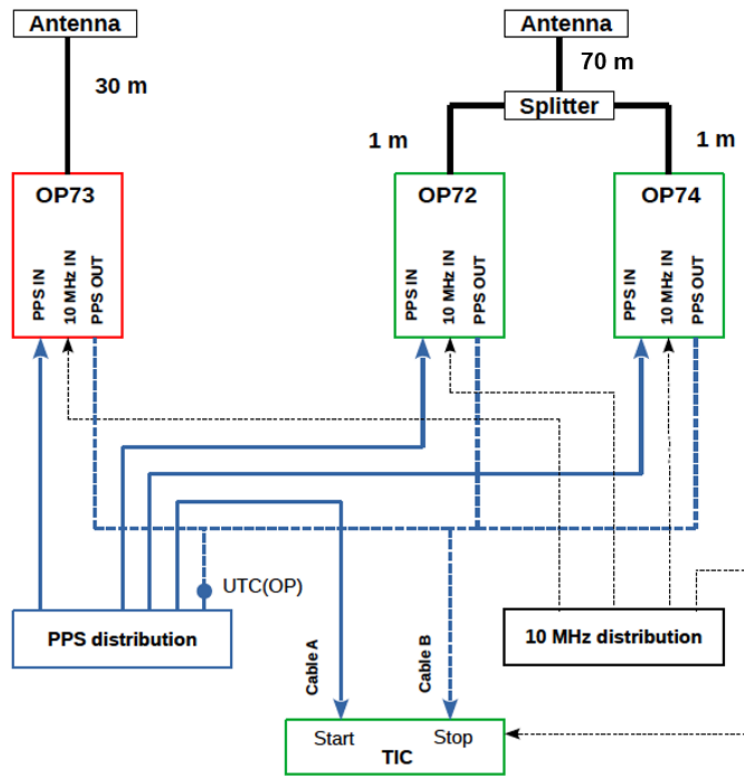 Antenna
Antenna
30 m
70 m
Splitter
1 m
1 m
OP73
OP72
OP74
PPS IN
10 MHz IN
PPS OUT
PPS IN
10 MHz IN
PPS OUT
PPS IN
10 MHz IN
PPS OUT
UTC(OP)
PPS distribution
10 MHz distribution
Cable A
Cable B
Start
Stop
TIC